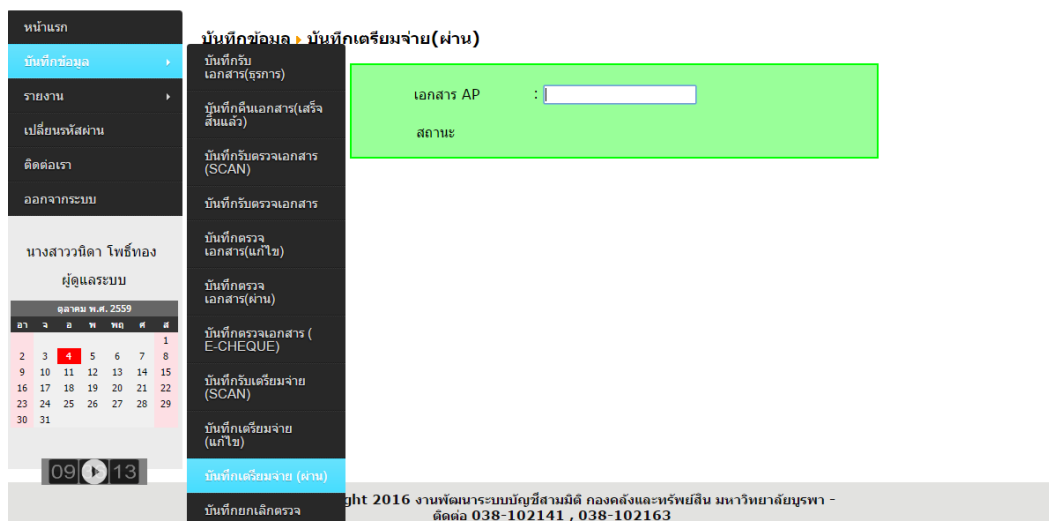 หน้าแรก
บันทึกข้อมูล
รายงาน
เปลี่ยนรหัสผ่าน
ติดต่อเรา
ออกจากระบบ
นางสาววนิดา โพธิ์ทอง
ผู้ดูแลระบบ
ตุลาคม พ.ศ. 2559
อา จ อ พ พฤ ศ ส
1
2 3 4 5 6 7 8
9 10 11 12 13 14 15
16 17 18 19 20 21 22
23 24 25 26 27 28 29
30 31
09 13
บันทึกข้อมูล บันทึกเตรียมจ่าย(ผ่าน)
บันทึกรับ
เอกสาร(ธุรการ)
บันทึกคืนเอกสาร(เสร็จ
สิ้นแล้ว)
บันทึกรับตรวจเอกสาร
(SCAN)
บันทึกรับตรวจเอกสาร
บันทึกตรวจ
เอกสาร(แก้ไข)
บันทึกตรวจ
เอกสาร(ผ่าน)
บันทึกตรวจเอกสาร (
E-CHEQUE)
บันทึกรับเตรียมจ่าย
(SCAN)
บันทึกเตรียมจ่าย
(แก้ไข)
บันทึกเตรียมจ่าย (ผ่าน)
บันทึกยกเลิกตรวจ
เอกสาร AP :
สถานะ
ght 2016 งานพัฒนาระบบบัญชีสามมิติ กองคลังและทรัพย์สิน มหาวิทยาลัยบูรพา -
ติดต่อ 038-102141 , 038-102163